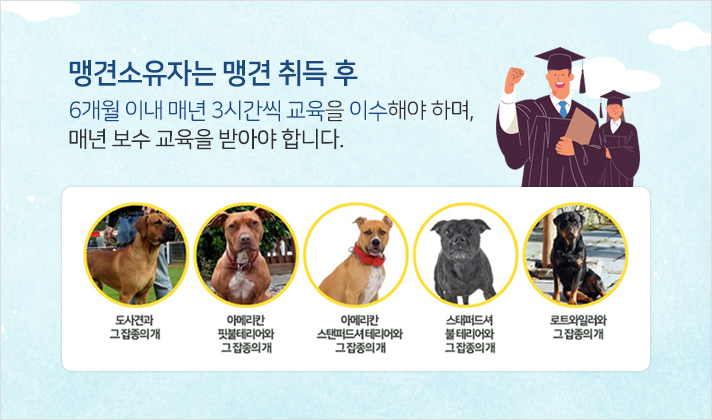 맹견소유자는 맹견 취득 후
6개월 이내 매년 3시간씩 교육을 이수해야 하며,
매년 보수 교육을 받아야 합니다.
도사견과
그 잡종의 개
아메리칸
핏불테리어와
그 잡종의 개
아메리칸
스탠퍼드셔 테리어와
그 잡종의 개
스태퍼드셔
불 테리어와
그 잡종의 개
로트와일러와
그 잡종의 개